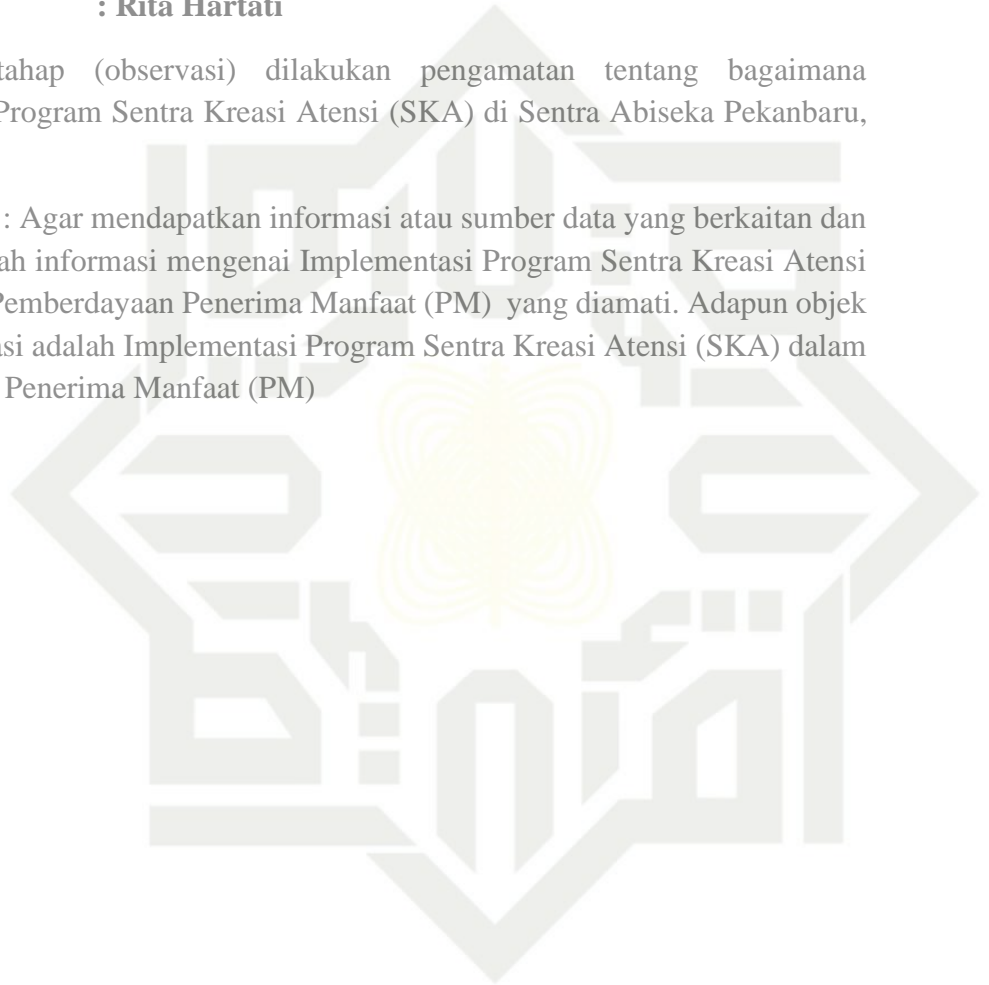 : Rita Hartati
tahap (observasi) dilakukan pengamatan tentang bagaimana
Program Sentra Kreasi Atensi (SKA) di Sentra Abiseka Pekanbaru,
: Agar mendapatkan informasi atau sumber data yang berkaitan dan
informasi mengenai Implementasi Program Sentra Kreasi Atensi
Pemberdayaan Penerima Manfaat (PM) yang diamati. Adapun objek
adalah Implementasi Program Sentra Kreasi Atensi (SKA) dalam
Penerima Manfaat (PM)